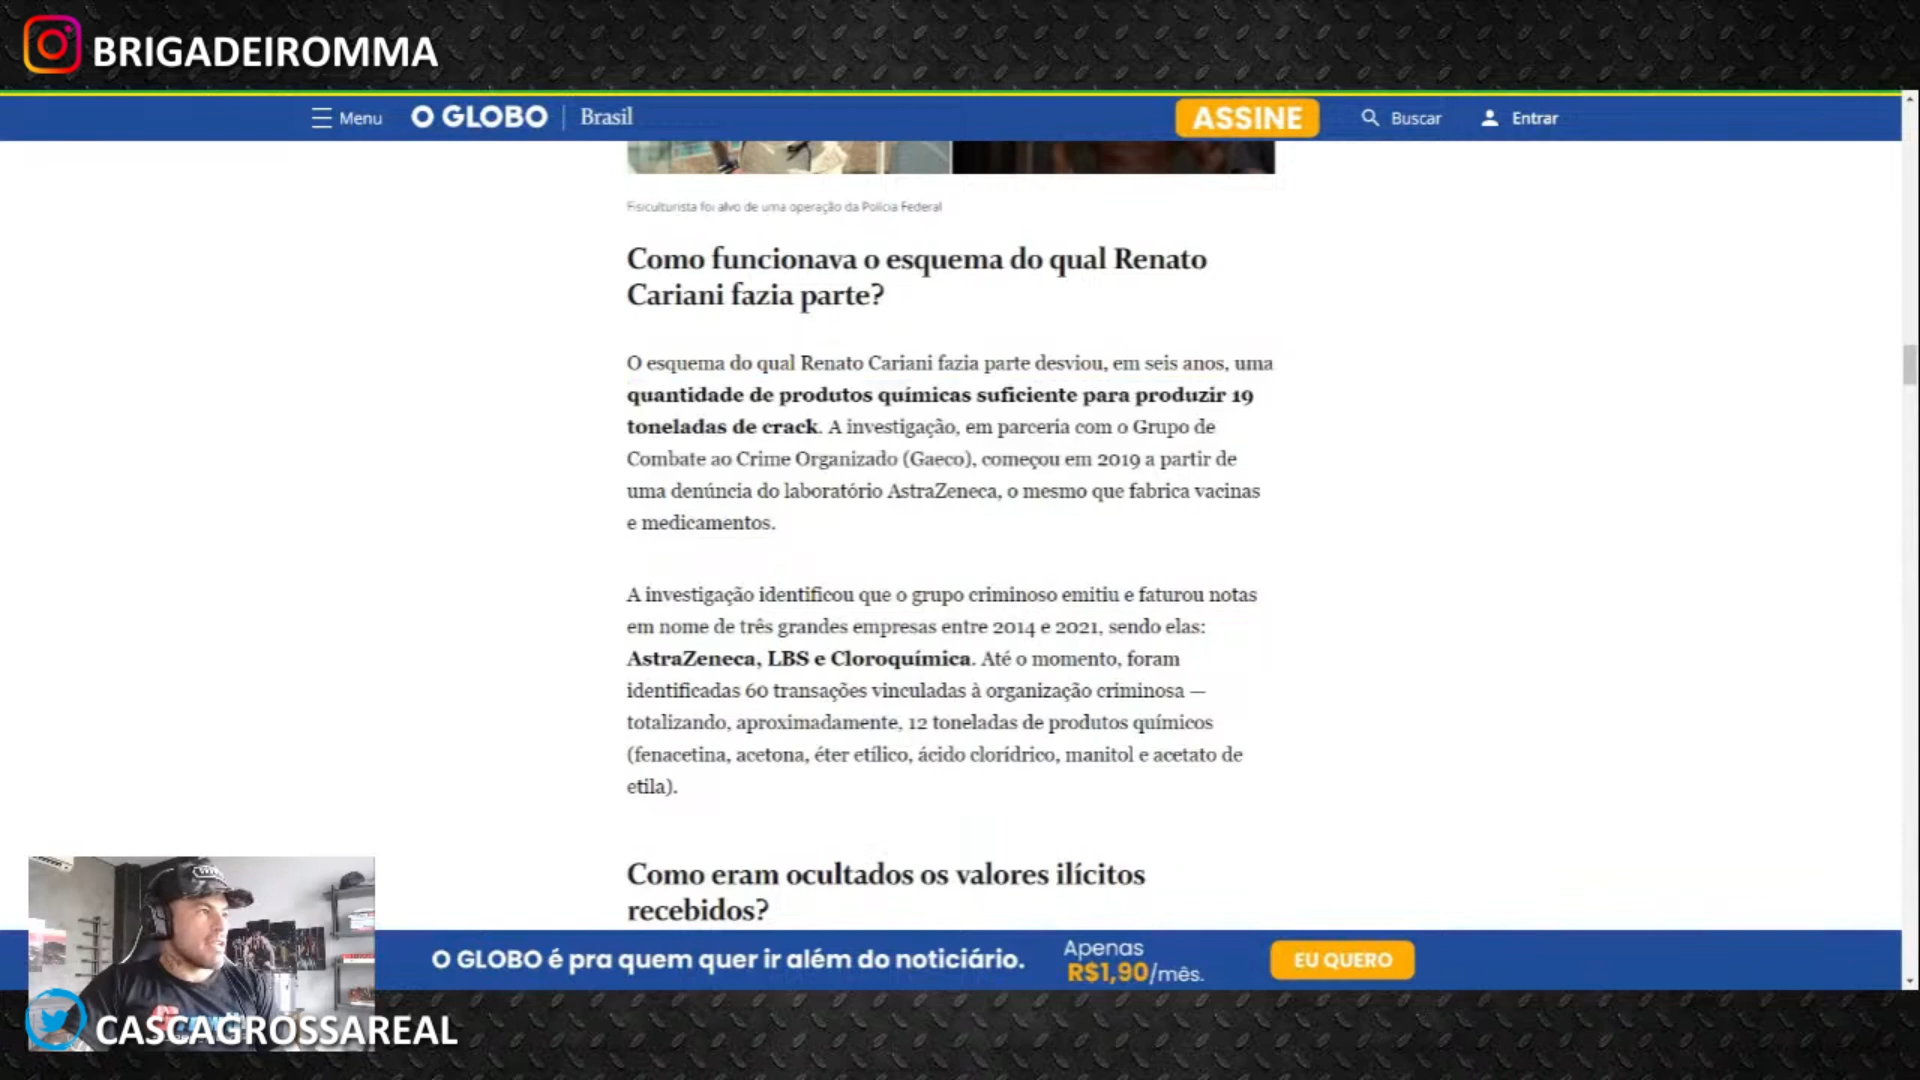 BRIGADEIROMMA
Menu
O GLOBO
Brasil
ASSINE
Buscar
Entrar
Fisiculturista foi alvo de uma operação da Polícia Federal
Como funcionava o esquema do qual Renato
Cariani fazia parte?
O esquema do qual Renato Cariani fazia parte desviou, em seis anos, uma
quantidade de produtos químicos suficiente para produzir 19
toneladas de crack. A investigação, em parceria com o Grupo de
Combate ao Crime Organizado (Gaeco), começou em 2019 a partir de
uma denúncia do laboratório AstraZeneca, o mesmo que fabrica vacinas
e medicamentos.
A investigação identificou que o grupo criminoso emitiu e faturou notas
em nome de três grandes empresas entre 2014 e 2021, sendo elas:
AstraZeneca, LBS e Cloroquímica. Até o momento, foram
identificadas 60 transações vinculadas à organização criminosa —
totalizando, aproximadamente, 12 toneladas de produtos químicos
(fenacetina, acetona, éter etílico, ácido clorídrico, manitol e acetato de
etila).
Como eram ocultados os valores ilícitos
recebidos?
O GLOBO é pra quem quer ir além do noticiário.
Apenas
R$1,90/mês.
EU QUERO
CASCAGROSSAREAL